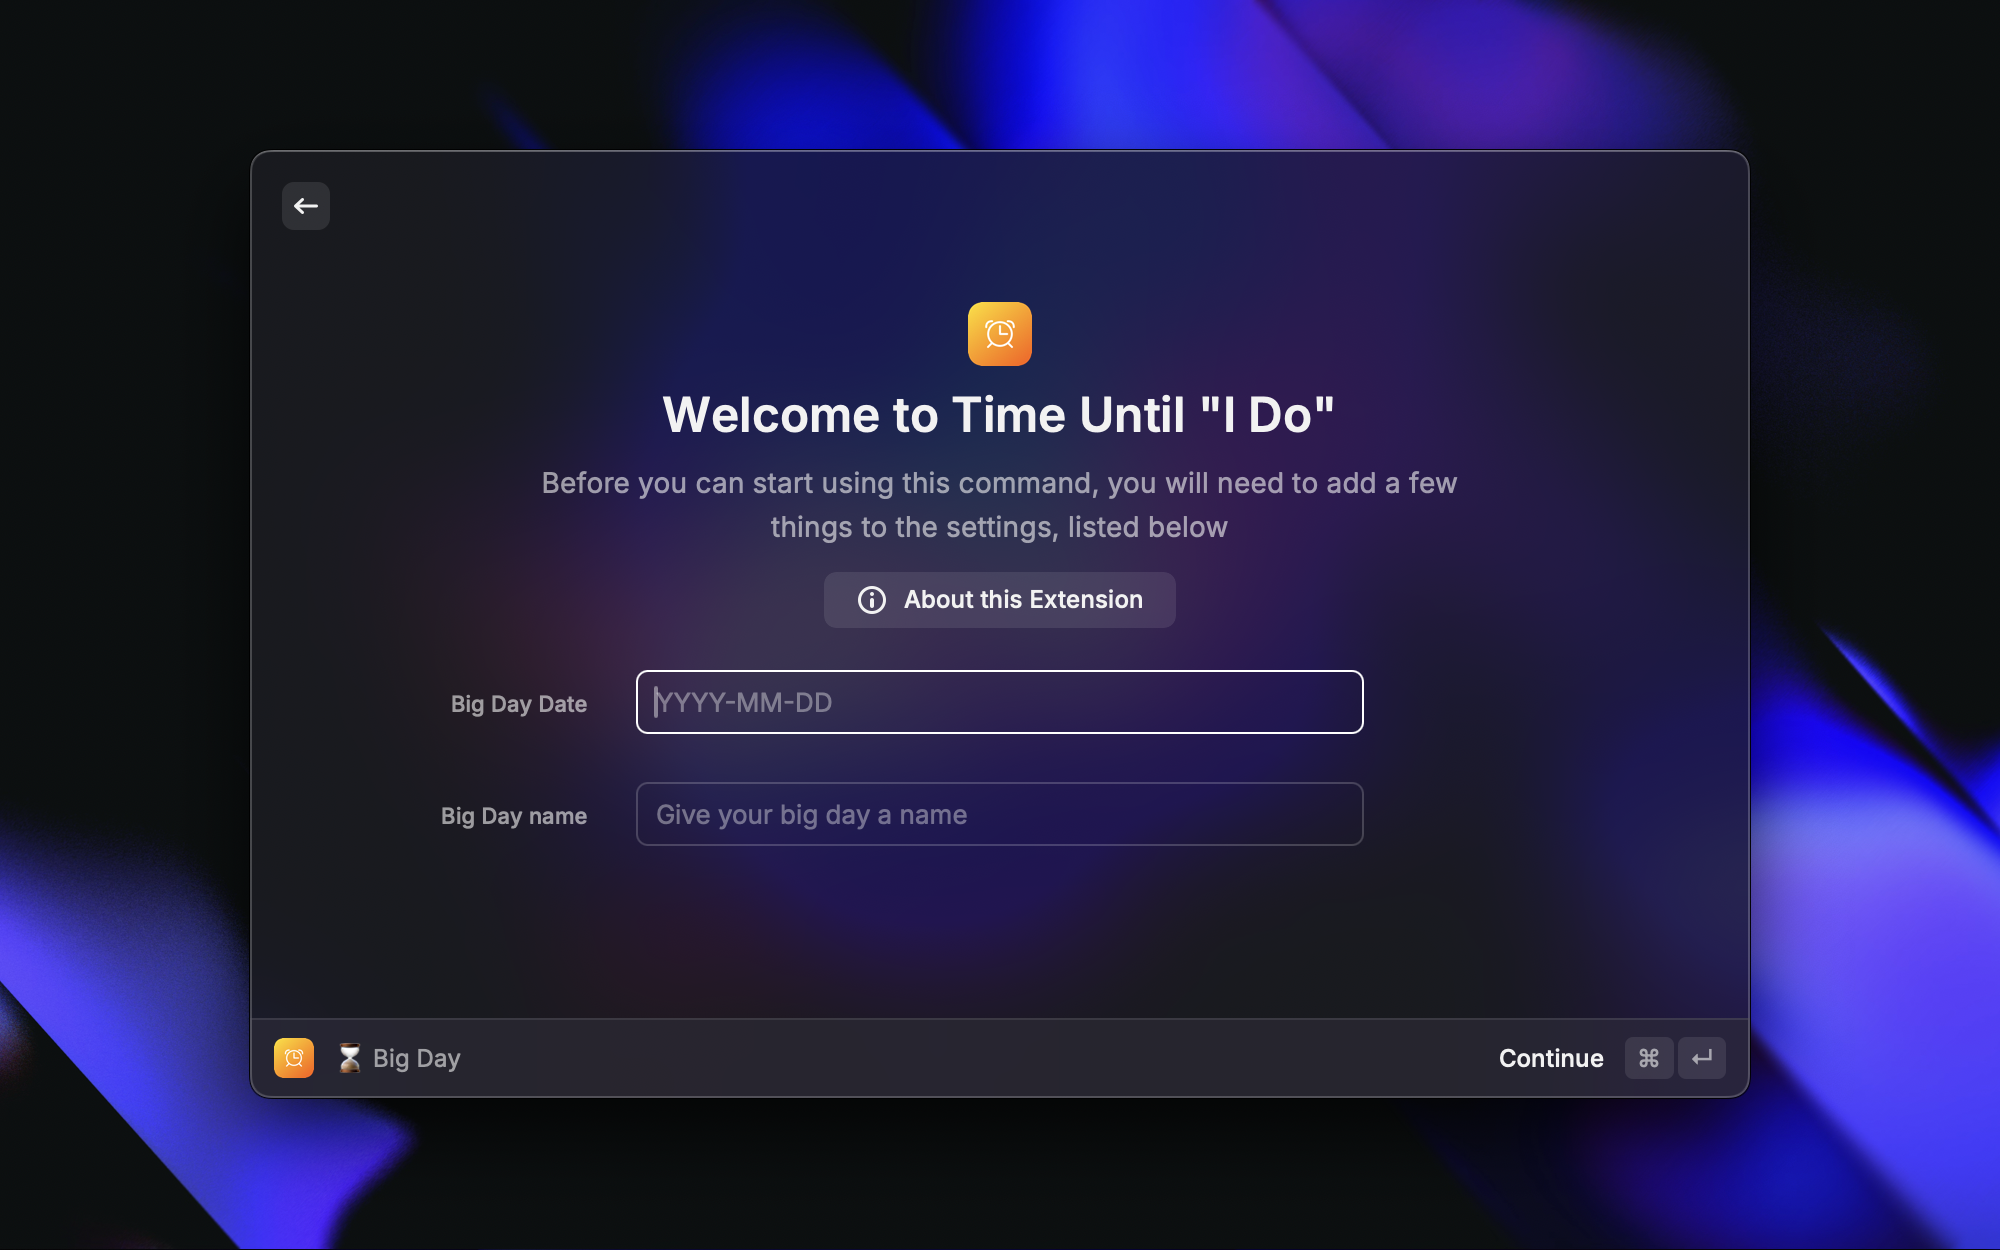 Welcome to Time Until "I Do"
Before you can start using this command, you will need to add a few
things to the settings, listed below
About this Extension
Big Day Date
YYYY-MM-DD
Big Day name
Give your big day a name
⏳ Big Day
Continue ⌘ ↵